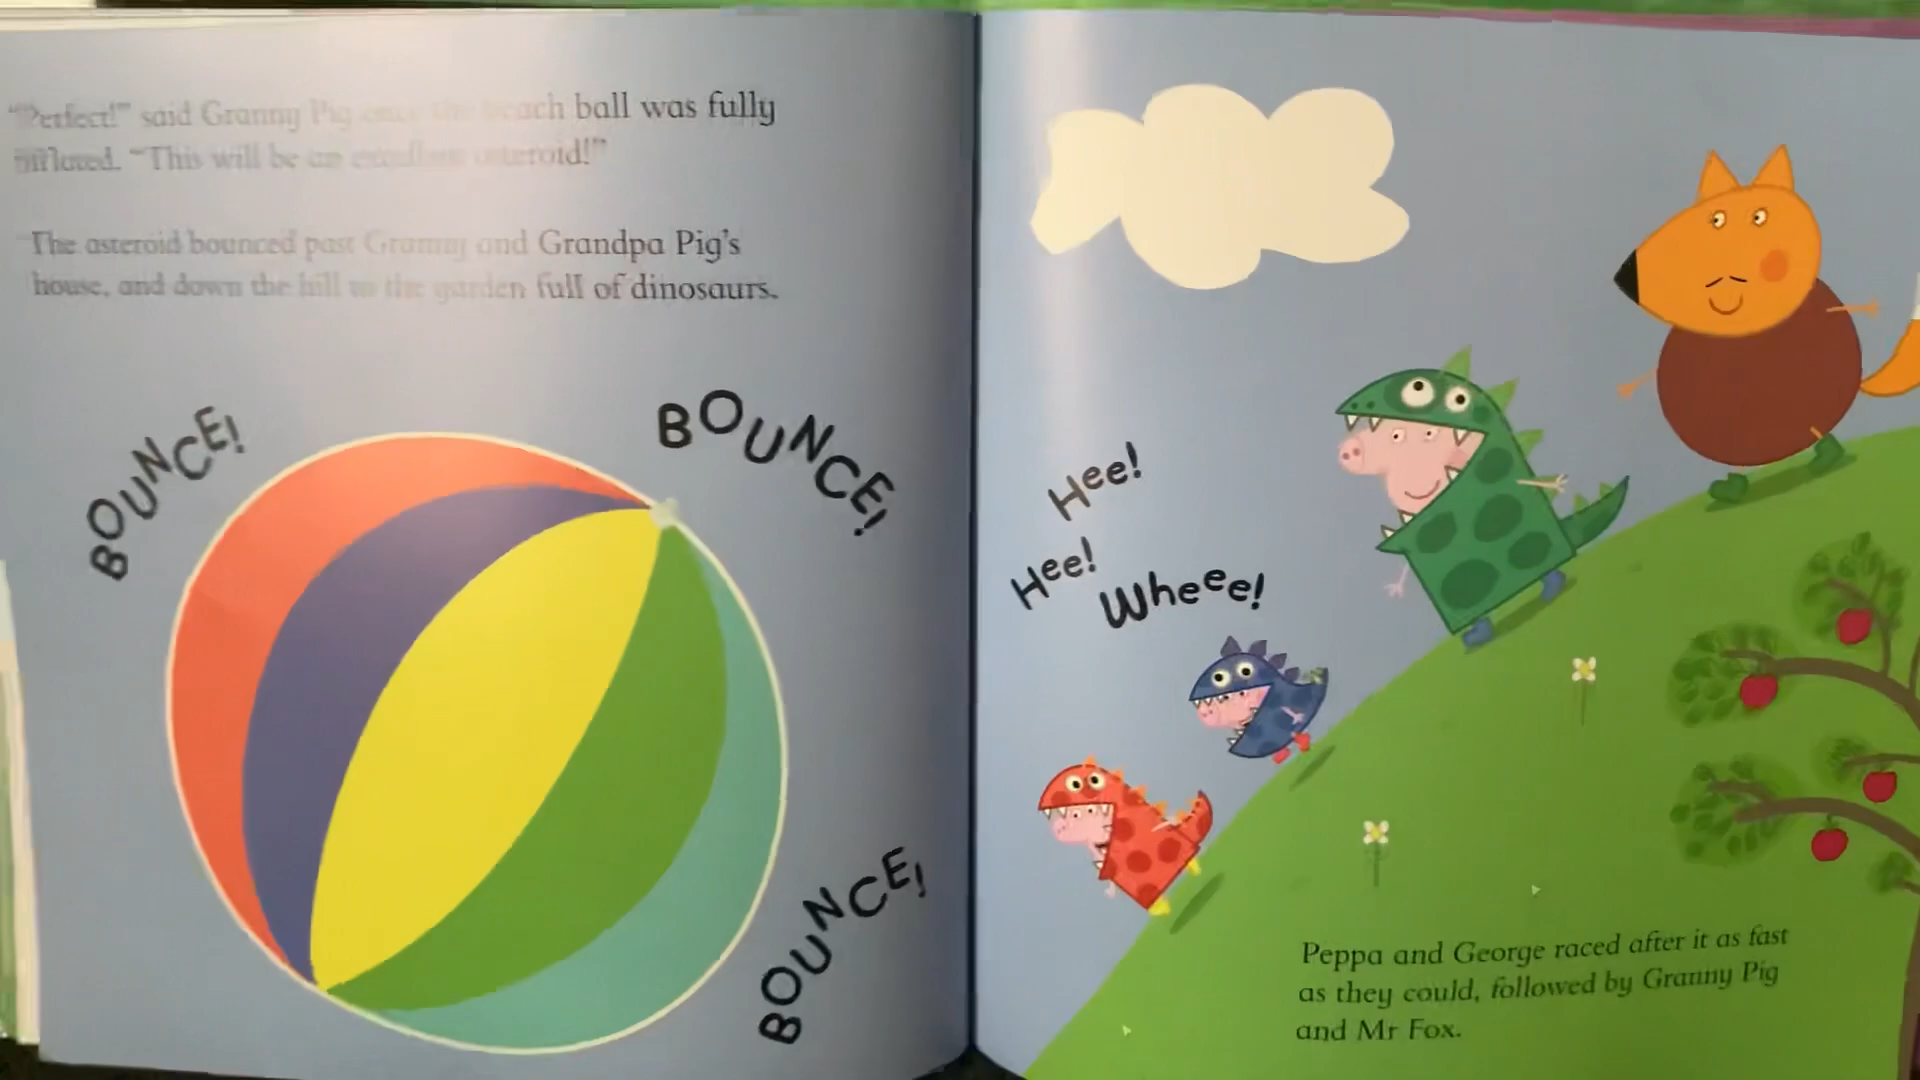 "Perfect!" said Granny Pig once the beach ball was fully
inflated. "This will be an excellent asteroid!"
The asteroid bounced past Granny and Grandpa Pig's
house, and down the hill to the garden full of dinosaurs.
BOUNCE!
BOUNCE!
BOUNCE!
Hee!
Hee!
Wheee!
Peppa and George raced after it as fast
as they could, followed by Granny Pig
and Mr Fox.